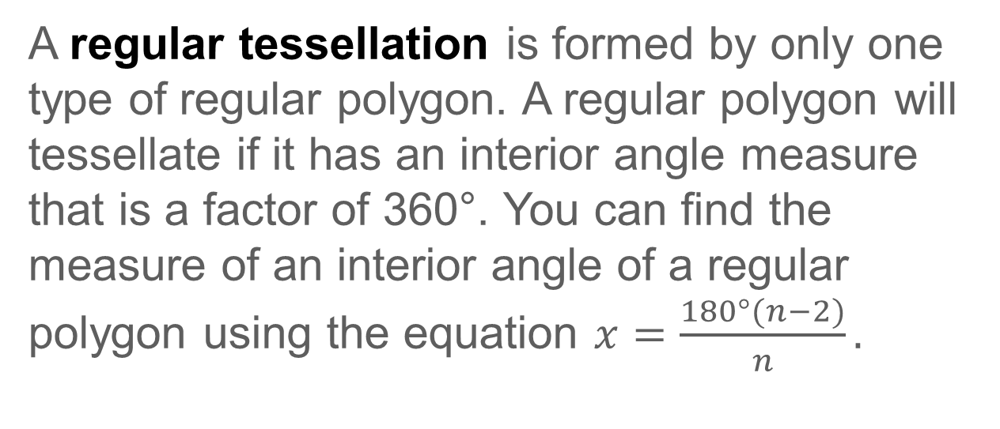 A regular tessellation is formed by only one
type of regular polygon. A regular polygon will
tessellate if it has an interior angle measure
that is a factor of 360°. You can find the
measure of an interior angle of a regular
polygon using the equation x = 180°(n−2)/n.